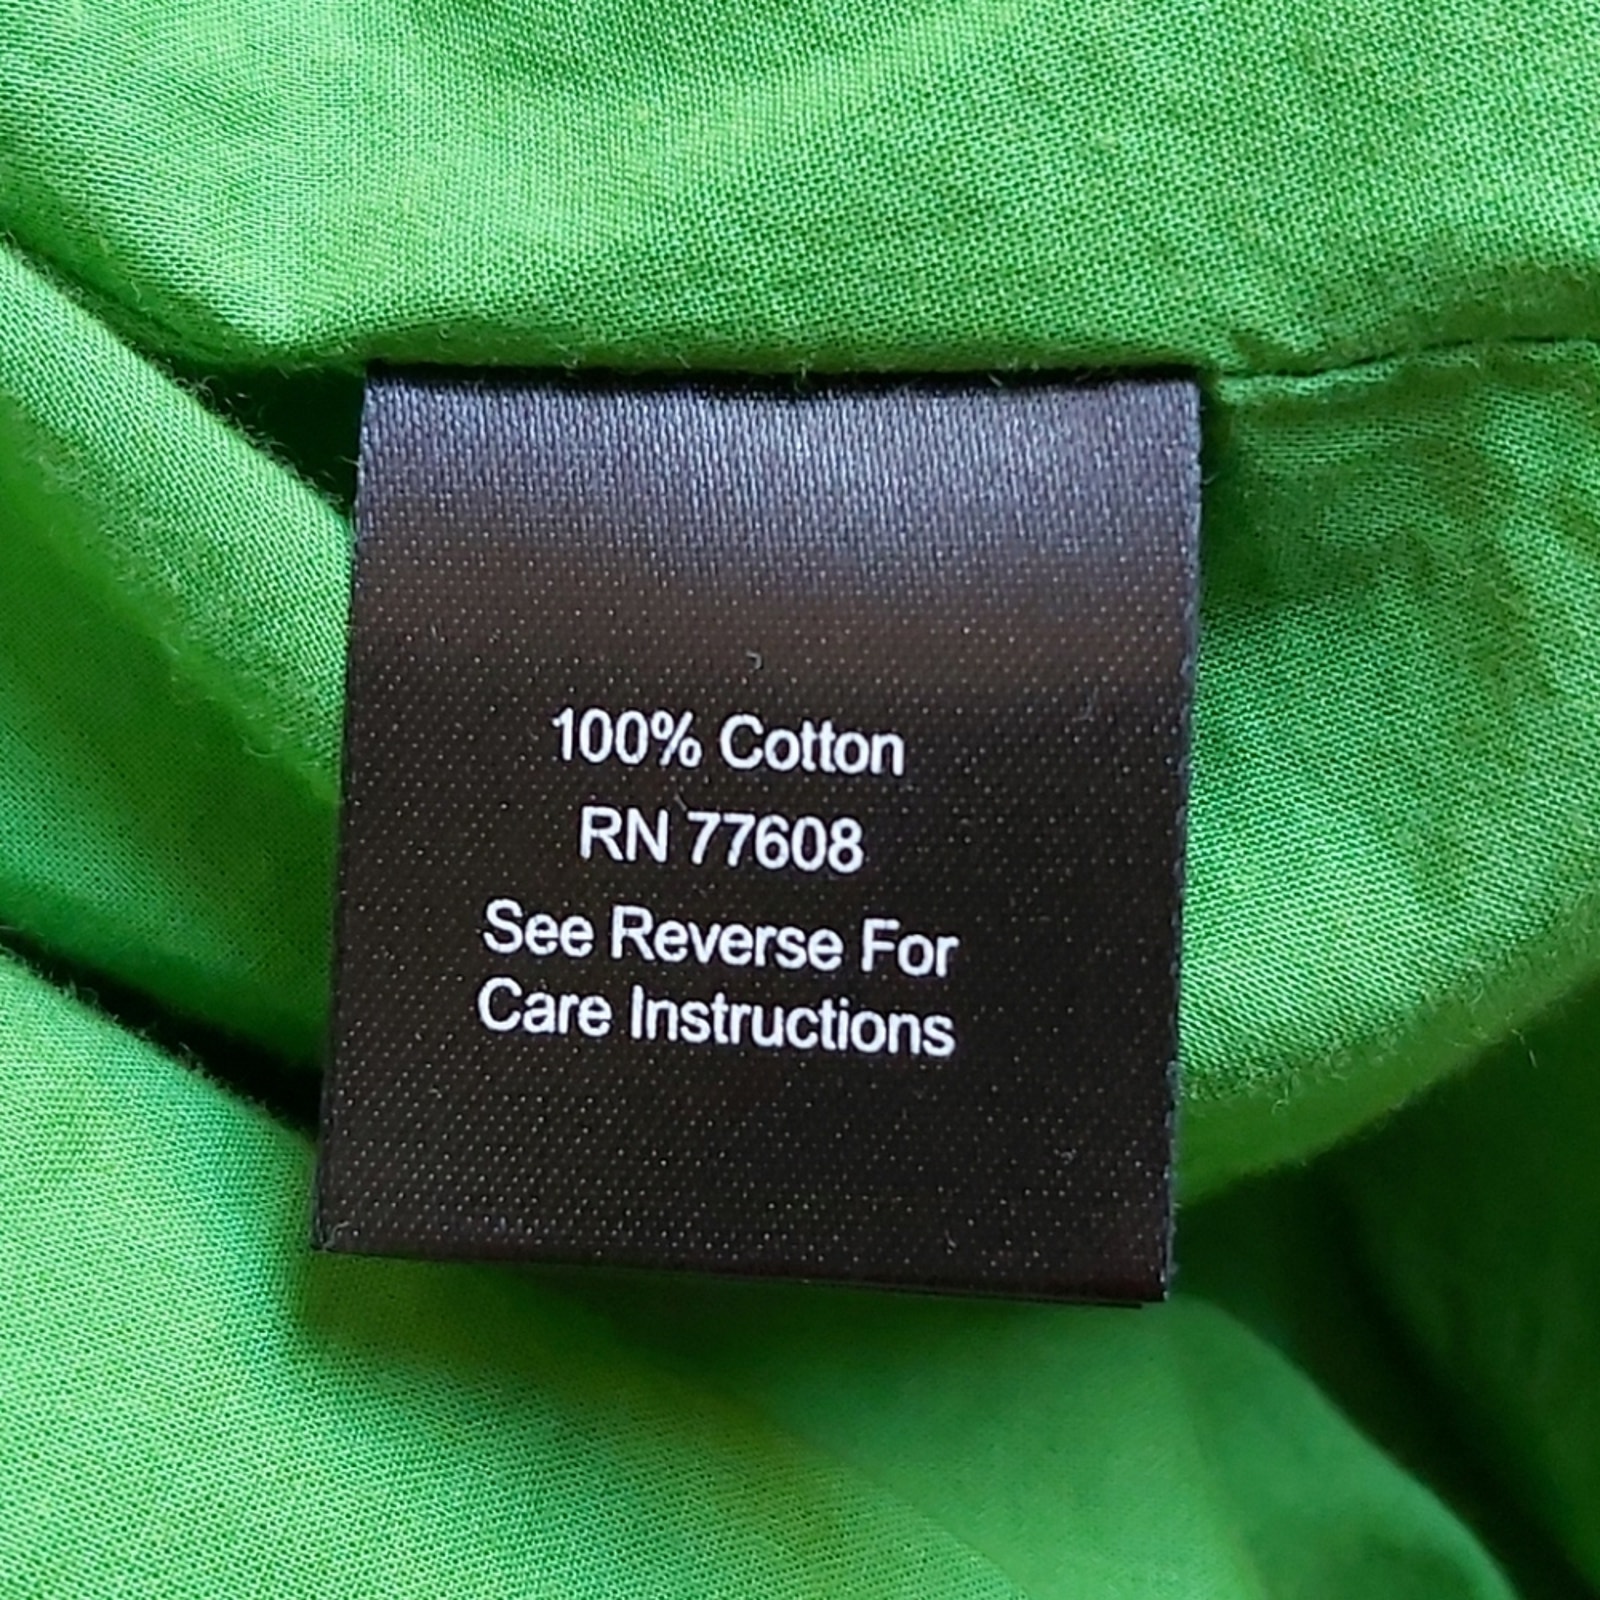 100% Cotton
RN 77608
See Reverse For
Care Instructions